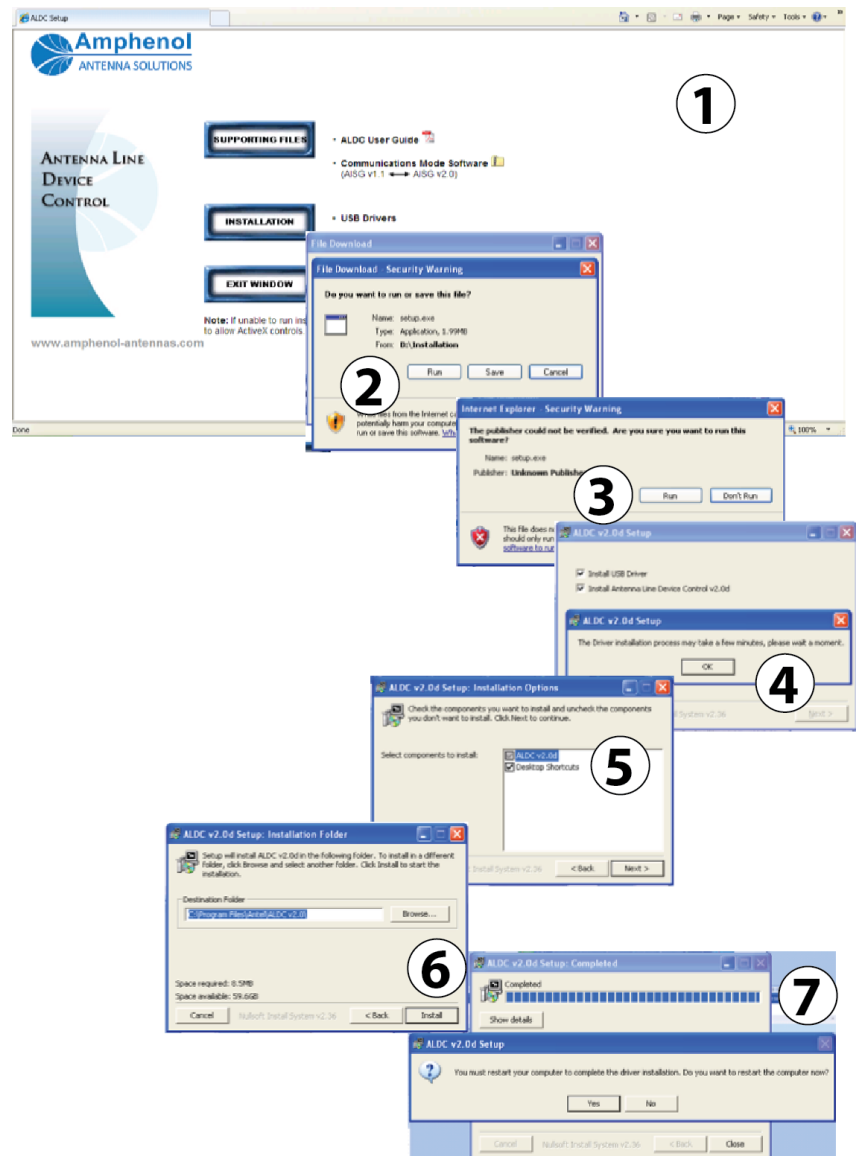 ALDC Setup
Page Safety Tools
Amphenol
ANTENNA SOLUTIONS
1
ANTENNA LINE
DEVICE
CONTROL
www.amphenol-antennas.com
SUPPORTING FILES
• ALDC User Guide
• Communications Mode Software
(AISG v1.1 ⟷ AISG v2.0)
INSTALLATION
• USB Drivers
EXIT WINDOW
Note: If unable to run
to allow ActiveX controls
Done
100%
File Download
File Download - Security Warning
Do you want to run or save this file?
Name: setup.exe
Type: Application, 1.99MB
From: D:\Installation
Run Save Cancel
2
files from the Internet
potentially harm your compute
run or save this software.
Internet Explorer - Security Warning
The publisher could not be verified. Are you sure you want to run this
software?
Name: setup.exe
Publisher: Unknown Publisher
3
Run Don't Run
This file does
should only run
software to
ALDC v2.0d Setup
Install USB Driver
Install Antenna Line Device Control v2.0d
ALDC v2.0d Setup
The Driver installation process may take a few minutes, please wait a moment.
OK
4
System v2.36 Next >
ALDC v2.0d Setup: Installation Options
Check the components you want to install and uncheck the components
you don't want to install. Click Next to continue.
Select components to install:
ALDC v2.0d
Desktop Shortcuts
5
Install System v2.36 < Back Next >
ALDC v2.0d Setup: Installation Folder
Setup will install ALDC v2.0d in the following folder. To install in a different
folder, click Browse and select another folder. Click Install to start the
installation.
Destination Folder
C:\Program Files\Antel\ALDC v2.0\
Browse...
6
Space required: 8.5MB
Space available: 59.6GB
Cancel Nullsoft Install System v2.36 < Back Install
ALDC v2.0d Setup: Completed
Completed
7
Show details
ALDC v2.0d Setup
You must restart your computer to complete the driver installation. Do you want to restart the computer now?
Yes No
Cancel Nullsoft Install System v2.36 < Back Close